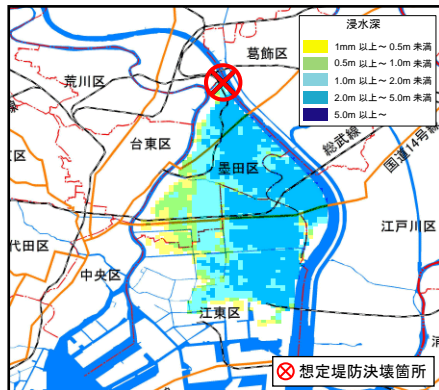 浸水深
1mm 以上～ 0.5m 未満
0.5m 以上～ 1.0m 未満
1.0m 以上～ 2.0m 未満
2.0m 以上～ 5.0m 未満
5.0m 以上～
葛飾区
荒川区
台東区
総武線
国道14号線
区
墨田区
江戸川区
代田区
中央区
江東区
想定堤防決壊箇所